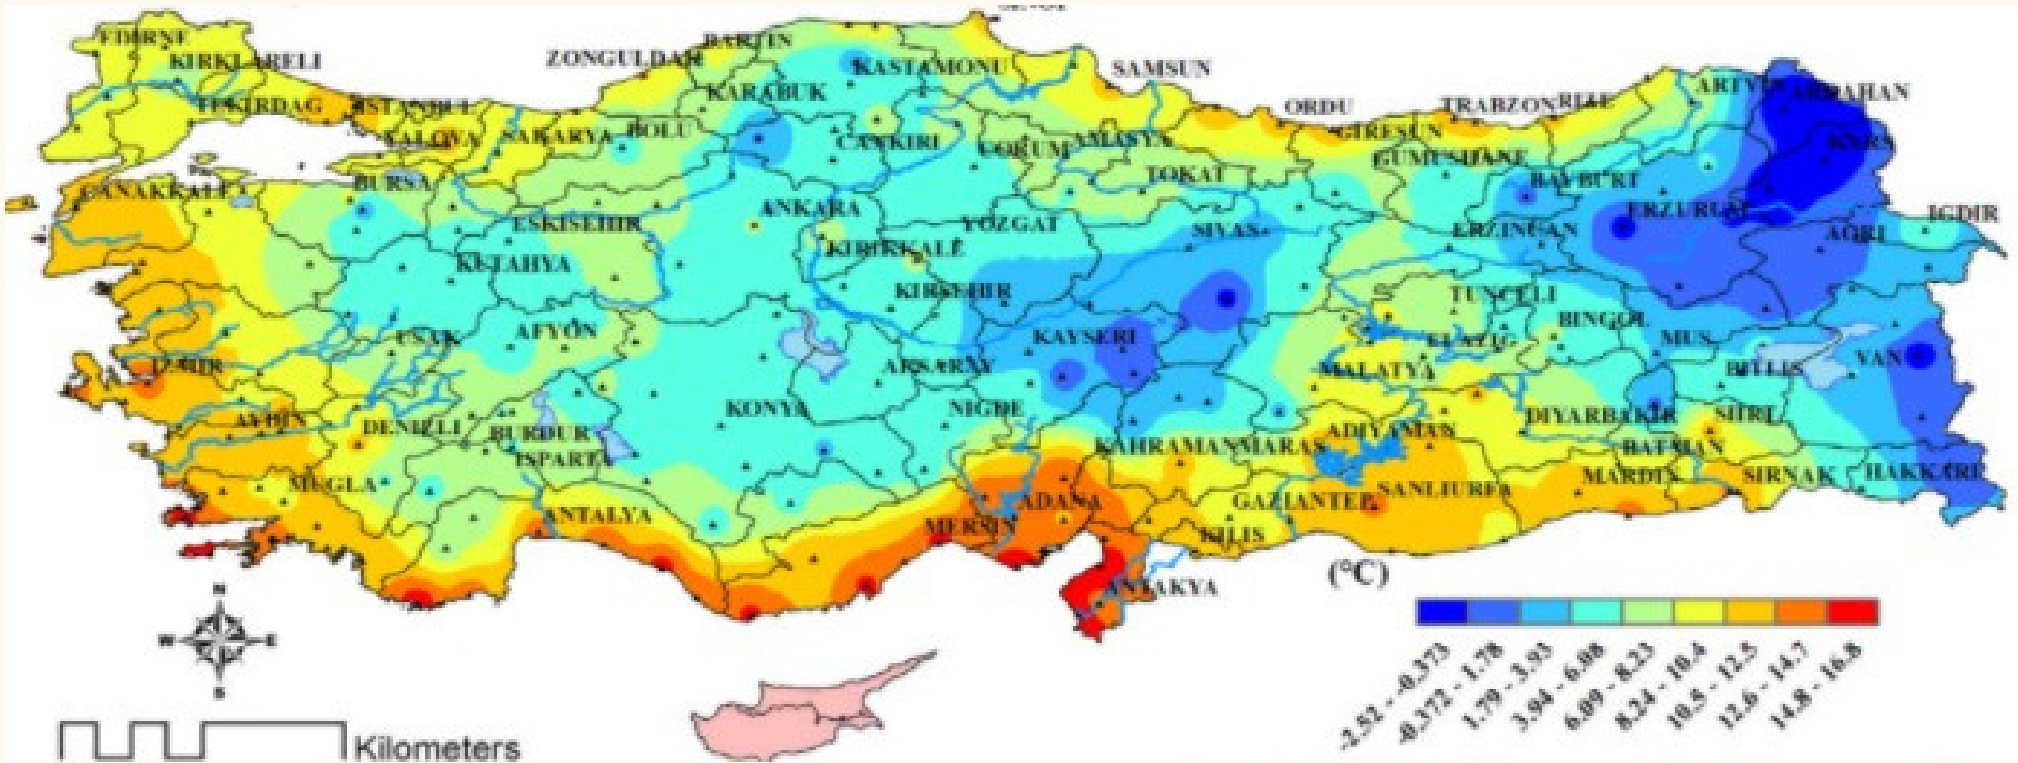 EDIRNE
BARTIN
ZONGULDAK
KIRKLARELI
KASTAMONU
SAMSUN
ARTVIN
ARDAHAN
KARABUK
TEKIRDAG
ISTANBUL
ORDU
TRABZON
RIZE
YALOVA
SAKARYA
BOLU
CANKIRI
CORUM
AMASYA
GIRESUN
KARS
GUMUSHANE
BURSA
CANAKKALE
TOKAT
BAYBURT
ESKISEHIR
ANKARA
YOZGAT
SIVAS
ERZINCAN
ERZURUM
IGDIR
AGRI
KIRIKKALE
KUTAHYA
KIRSEHIR
TUNCELI
BINGOL
USAK
AFYON
KAYSERI
ELAZIG
MUS
VAN
IZMIR
AKSARAY
MALATYA
BITLIS
KONYA
NIGDE
AYDIN
DENIZLI
BURDUR
DIYARBAKIR
SIIRT
ISPARTA
KAHRAMANMARAS
ADIYAMAN
BATMAN
MUGLA
MARDIN
SIRNAK
HAKKARI
ANTALYA
ADANA
MERSIN
GAZIANTEP
SANLIURFA
KILIS
ANTAKYA
(°C)
N
W
E
S
-2.52 - -0.373
-0.372 - 1.78
1.79 - 3.93
3.94 - 6.08
6.09 - 8.23
8.24 - 10.4
10.5 - 12.5
12.6 - 14.7
14.8 - 16.8
Kilometers